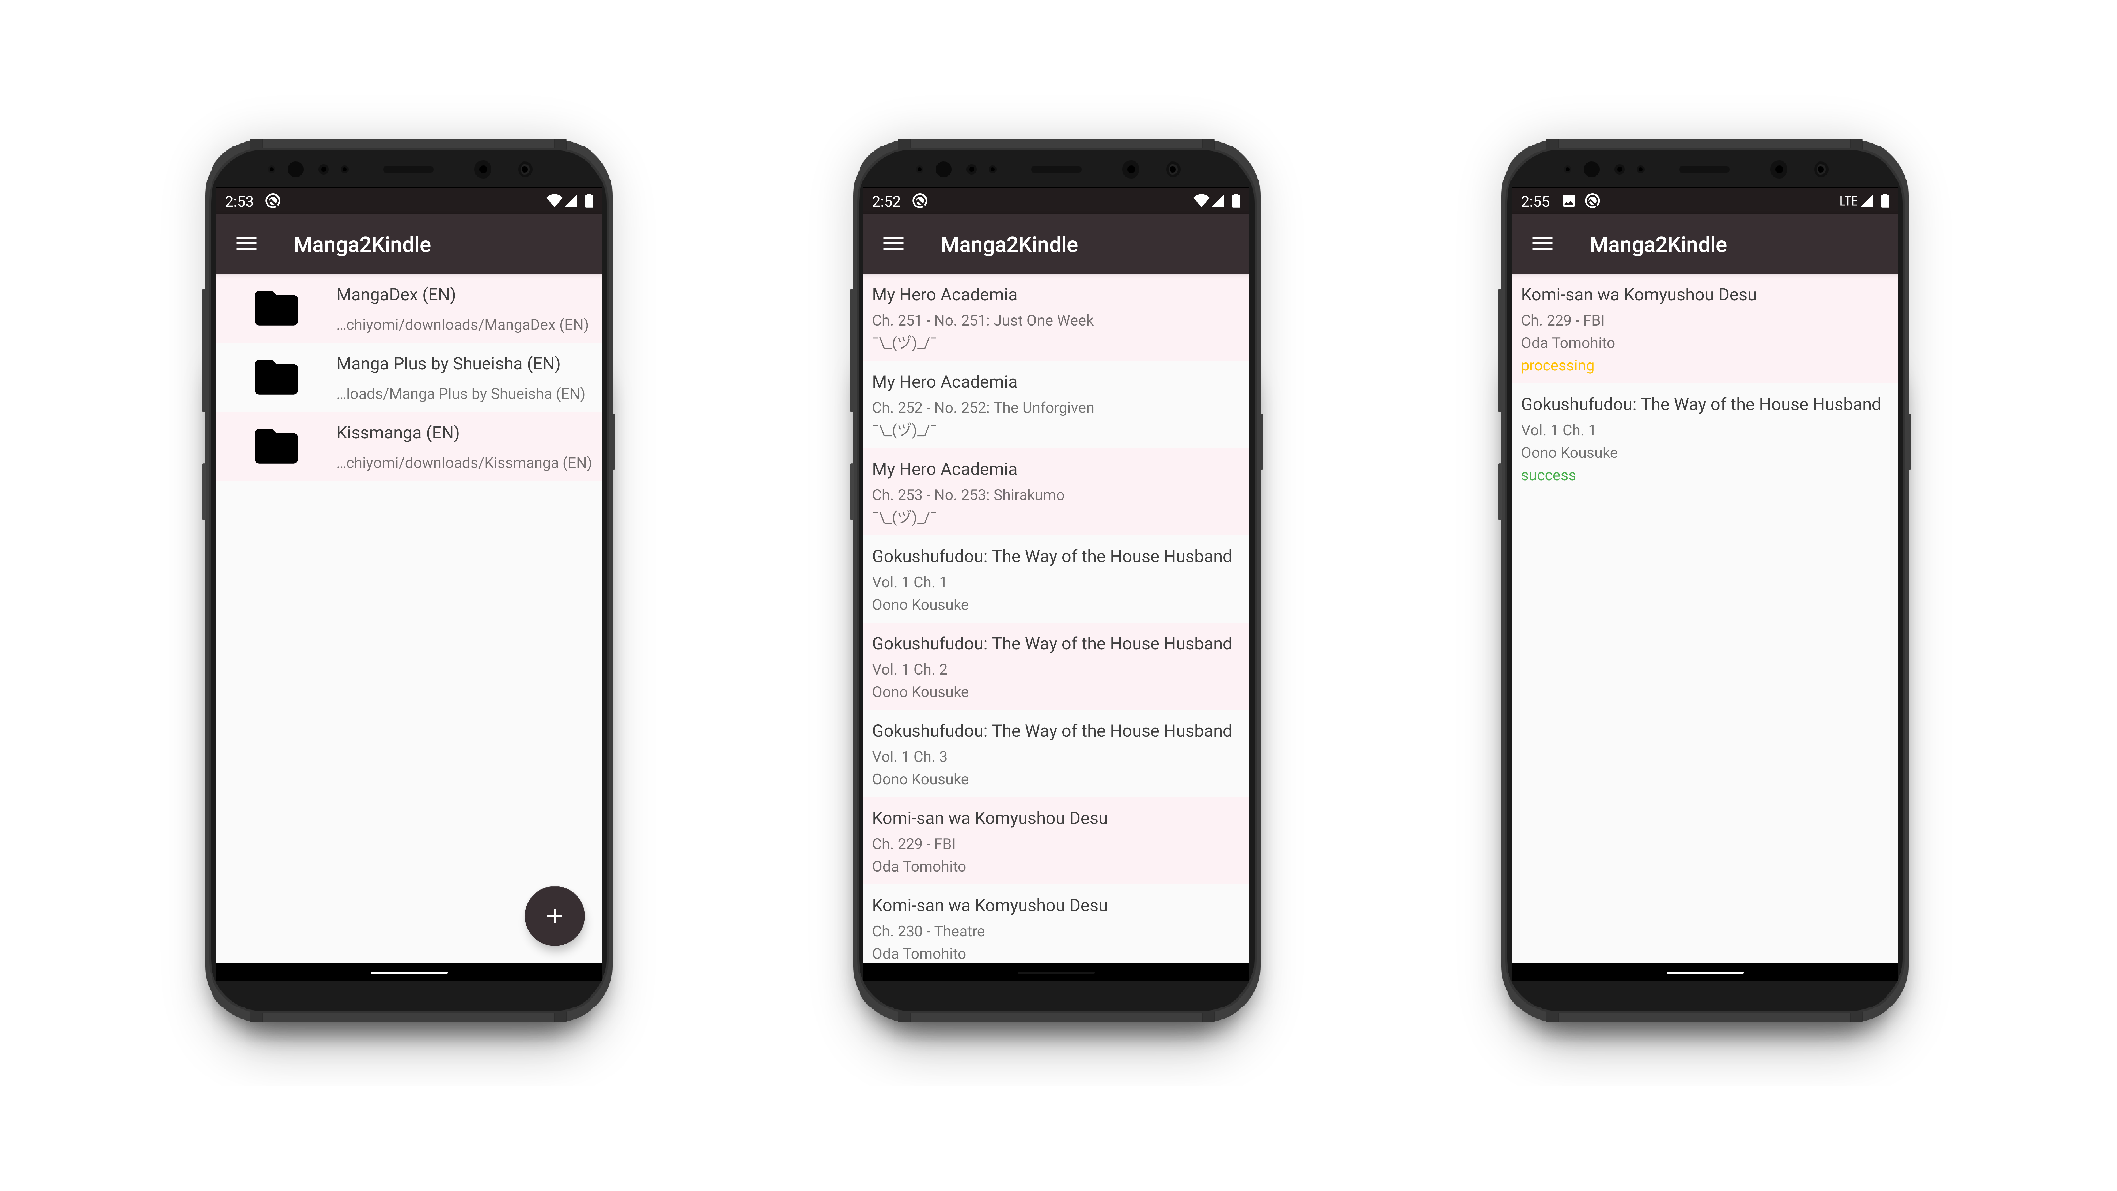 2:53
Manga2Kindle
MangaDex (EN)
...chiyomi/downloads/MangaDex (EN)
Manga Plus by Shueisha (EN)
...loads/Manga Plus by Shueisha (EN)
Kissmanga (EN)
...chiyomi/downloads/Kissmanga (EN)
+
2:52
Manga2Kindle
My Hero Academia
Ch. 251 - No. 251: Just One Week
¯\_(ツ)_/¯
My Hero Academia
Ch. 252 - No. 252: The Unforgiven
¯\_(ツ)_/¯
My Hero Academia
Ch. 253 - No. 253: Shirakumo
¯\_(ツ)_/¯
Gokushufudou: The Way of the House Husband
Vol. 1 Ch. 1
Oono Kousuke
Gokushufudou: The Way of the House Husband
Vol. 1 Ch. 2
Oono Kousuke
Gokushufudou: The Way of the House Husband
Vol. 1 Ch. 3
Oono Kousuke
Komi-san wa Komyushou Desu
Ch. 229 - FBI
Oda Tomohito
Komi-san wa Komyushou Desu
Ch. 230 - Theatre
Oda Tomohito
2:55 LTE
Manga2Kindle
Komi-san wa Komyushou Desu
Ch. 229 - FBI
Oda Tomohito
processing
Gokushufudou: The Way of the House Husband
Vol. 1 Ch. 1
Oono Kousuke
success